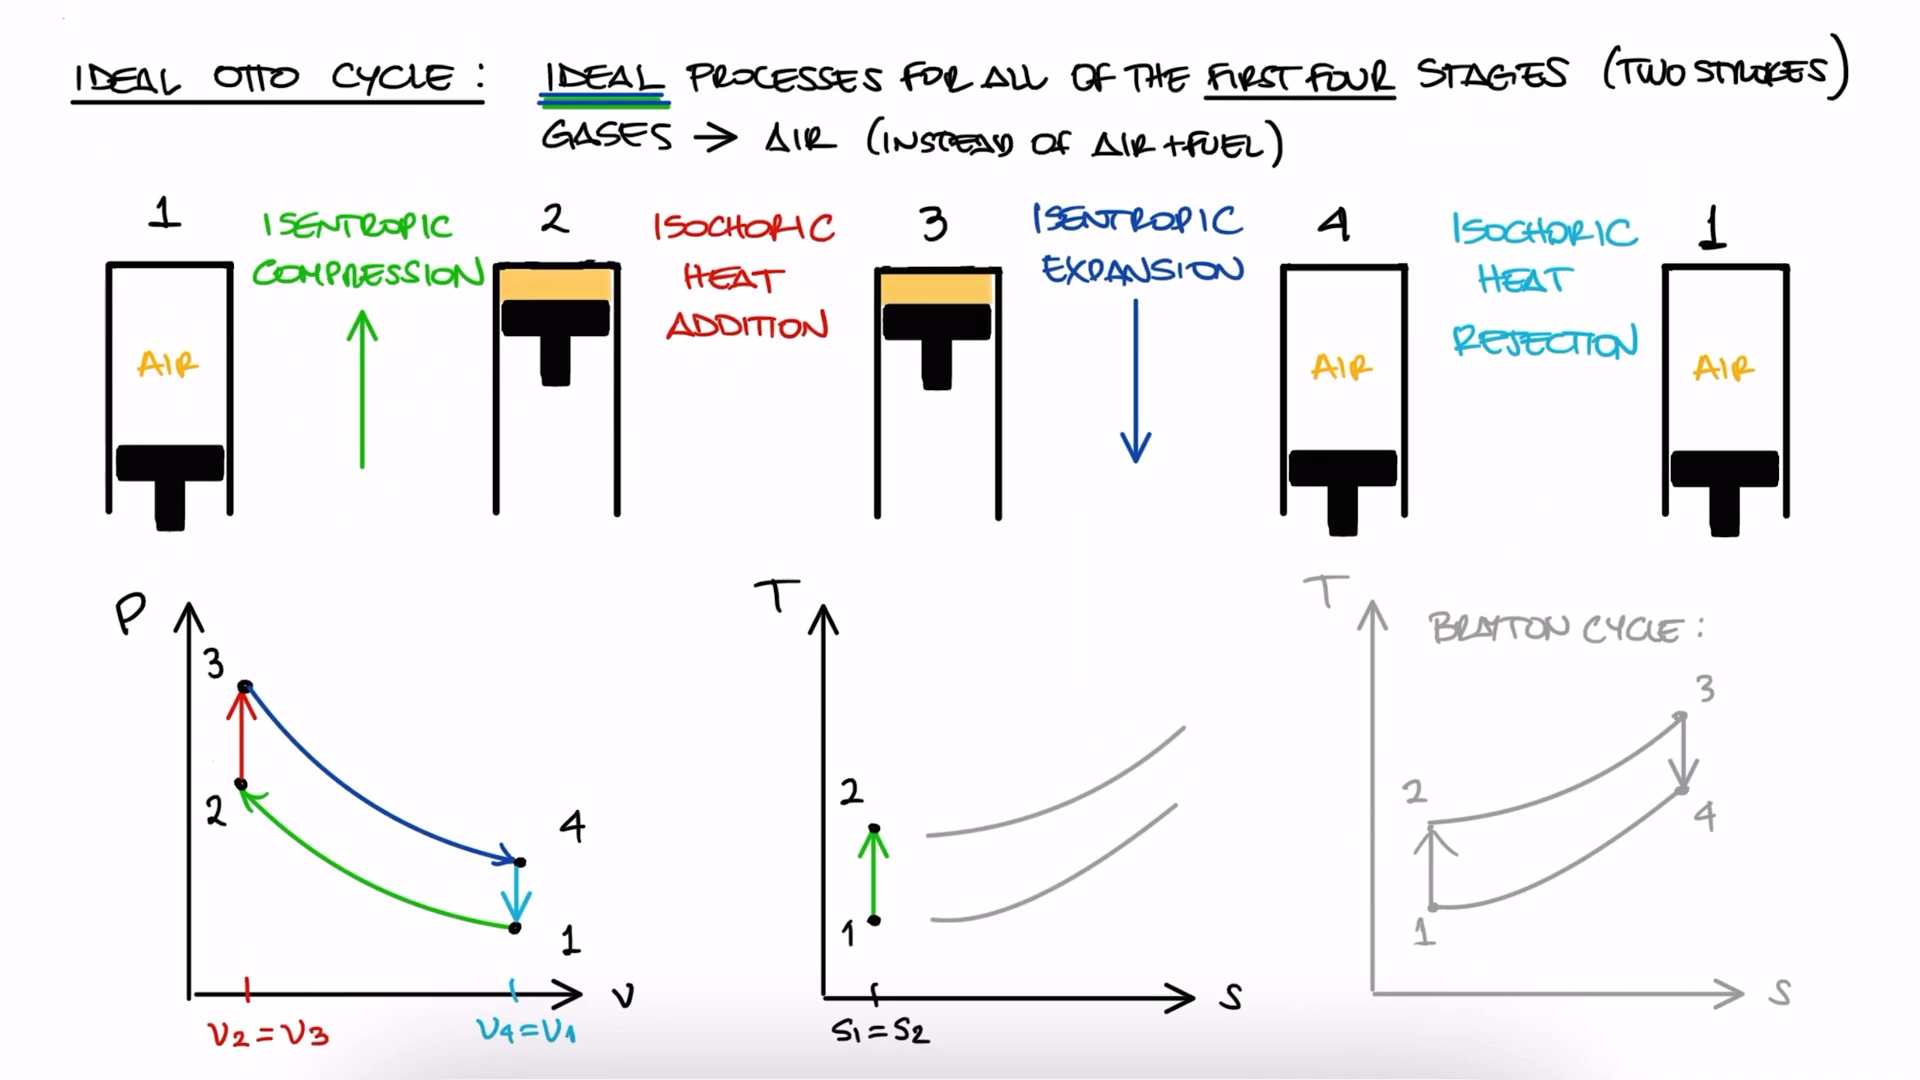 IDEAL OTTO CYCLE: IDEAL PROCESSES FOR ALL OF THE FIRST FOUR STAGES (TWO STROKES)
GASES → AIR (INSTEAD OF AIR+FUEL)
1
ISENTROPIC
COMPRESSION
2
ISOCHORIC
HEAT
ADDITION
3
ISENTROPIC
EXPANSION
4
ISOCHORIC
HEAT
REJECTION
1
AIR
AIR
AIR
P
3
2
4
1
v
v2=v3
v4=v1
T
2
1
s
s1=s2
T
BRAYTON CYCLE:
3
2
4
1
s